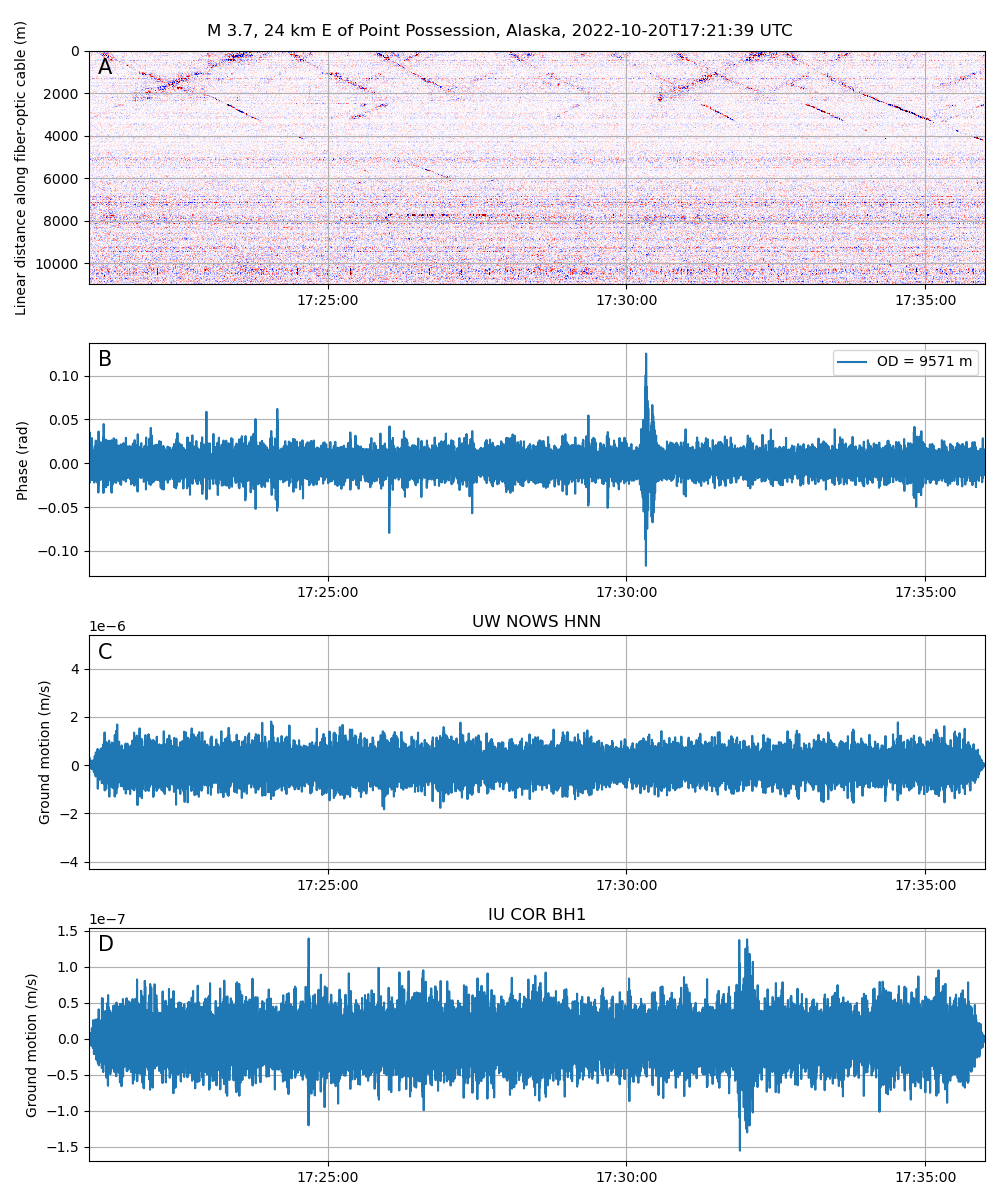 M 3.7, 24 km E of Point Possession, Alaska, 2022-10-20T17:21:39 UTC
A
Linear distance along fiber-optic cable (m)
0
2000
4000
6000
8000
10000
17:25:00
17:30:00
17:35:00
B
OD = 9571 m
Phase (rad)
0.10
0.05
0.00
−0.05
−0.10
17:25:00
17:30:00
17:35:00
UW NOWS HNN
1e−6
C
Ground motion (m/s)
4
2
0
−2
−4
17:25:00
17:30:00
17:35:00
IU COR BH1
1e−7
D
Ground motion (m/s)
1.5
1.0
0.5
0.0
−0.5
−1.0
−1.5
17:25:00
17:30:00
17:35:00